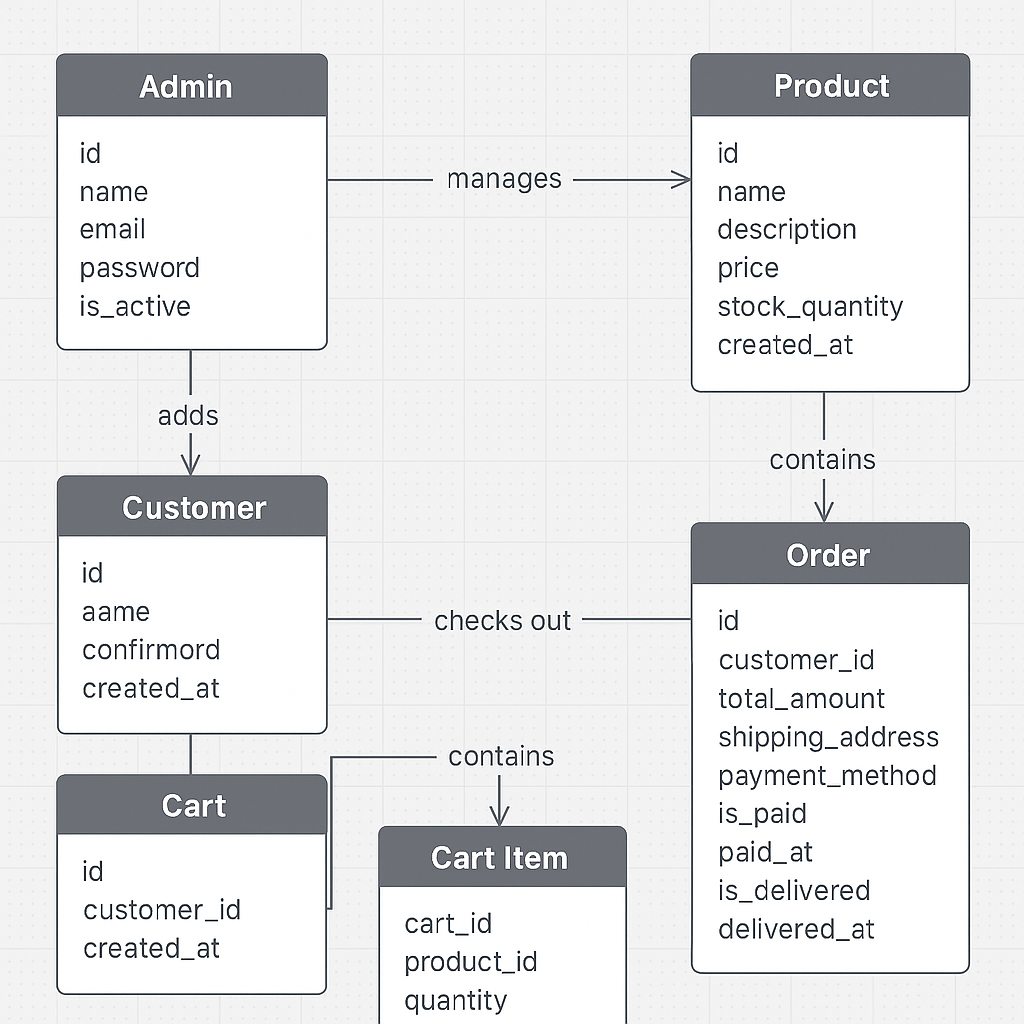 Admin
id
name
email
password
is_active
manages
Product
id
name
description
price
stock_quantity
created_at
adds
contains
Customer
id
aame
confirmord
created_at
checks out
Order
id
customer_id
total_amount
shipping_address
payment_method
is_paid
paid_at
is_delivered
delivered_at
Cart
id
customer_id
created_at
contains
Cart Item
cart_id
product_id
quantity